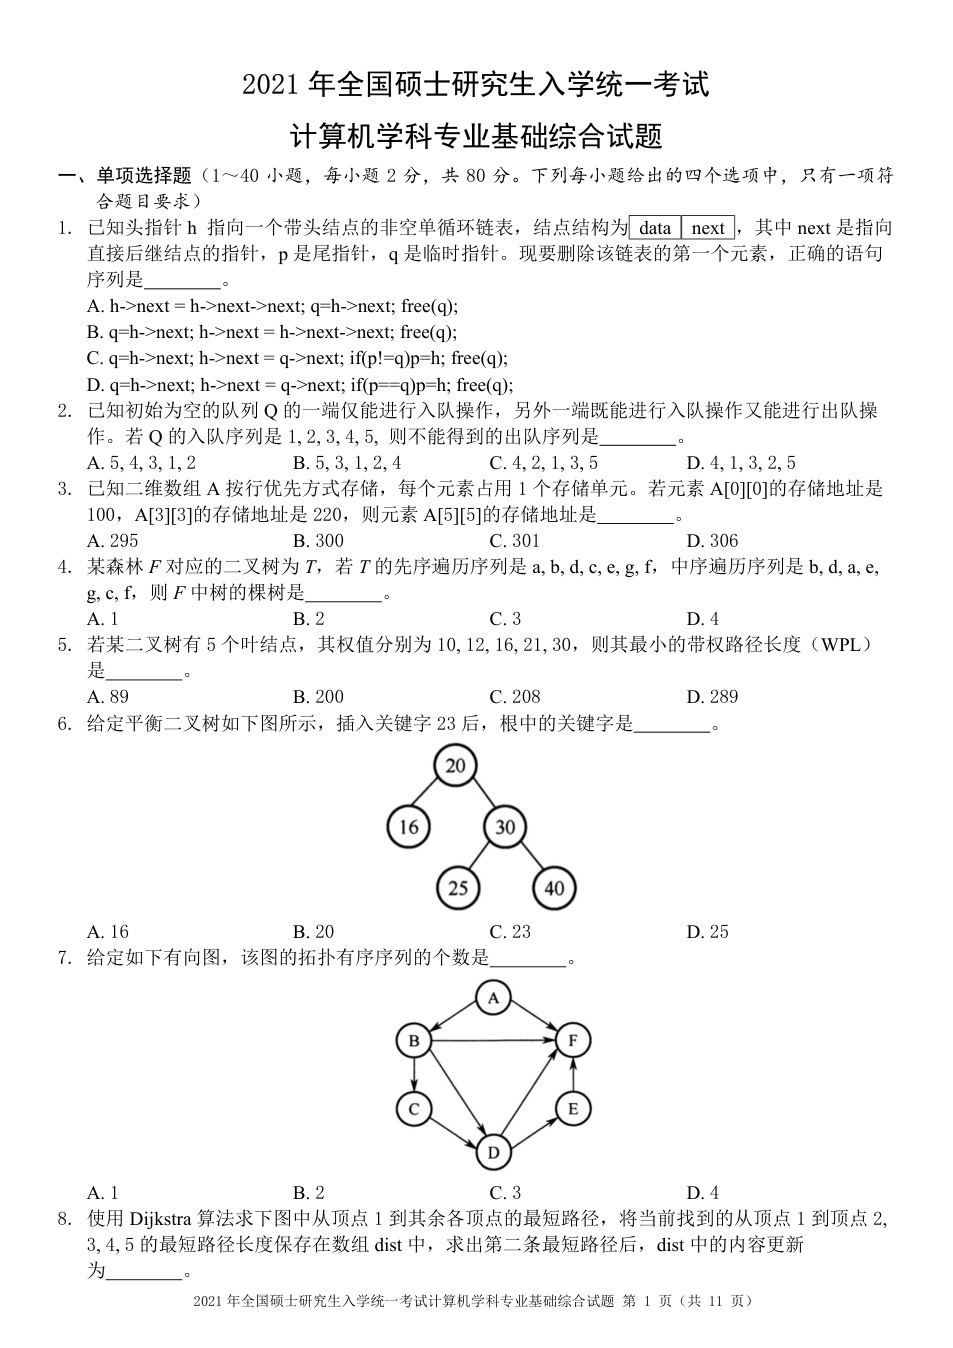 2021 年全国硕士研究生入学统一考试
计算机学科专业基础综合试题
一、单项选择题（1～40 小题，每小题 2 分，共 80 分。下列每小题给出的四个选项中，只有一项符
合题目要求）
1. 已知头指针 h 指向一个带头结点的非空单循环链表，结点结构为 data next ，其中 next 是指向
直接后继结点的指针，p 是尾指针，q 是临时指针。现要删除该链表的第一个元素，正确的语句
序列是________。
A. h->next = h->next->next; q=h->next; free(q);
B. q=h->next; h->next = h->next->next; free(q);
C. q=h->next; h->next = q->next; if(p!=q)p=h; free(q);
D. q=h->next; h->next = q->next; if(p==q)p=h; free(q);
2. 已知初始为空的队列 Q 的一端仅能进行入队操作，另外一端既能进行入队操作又能进行出队操
作。若 Q 的入队序列是 1, 2, 3, 4, 5, 则不能得到的出队序列是________。
A. 5, 4, 3, 1, 2 B. 5, 3, 1, 2, 4 C. 4, 2, 1, 3, 5 D. 4, 1, 3, 2, 5
3. 已知二维数组 A 按行优先方式存储，每个元素占用 1 个存储单元。若元素 A[0][0]的存储地址是
100，A[3][3]的存储地址是 220，则元素 A[5][5]的存储地址是________。
A. 295 B. 300 C. 301 D. 306
4. 某森林 F 对应的二叉树为 T，若 T 的先序遍历序列是 a, b, d, c, e, g, f，中序遍历序列是 b, d, a, e,
g, c, f，则 F 中树的棵树是________。
A. 1 B. 2 C. 3 D. 4
5. 若某二叉树有 5 个叶结点，其权值分别为 10, 12, 16, 21, 30，则其最小的带权路径长度（WPL）
是________。
A. 89 B. 200 C. 208 D. 289
6. 给定平衡二叉树如下图所示，插入关键字 23 后，根中的关键字是________。
20
16 30
25 40
A. 16 B. 20 C. 23 D. 25
7. 给定如下有向图，该图的拓扑有序序列的个数是________。
A
B F
C E
D
A. 1 B. 2 C. 3 D. 4
8. 使用 Dijkstra 算法求下图中从顶点 1 到其余各顶点的最短路径，将当前找到的从顶点 1 到顶点 2,
3, 4, 5 的最短路径长度保存在数组 dist 中，求出第二条最短路径后，dist 中的内容更新
为________。
2021 年全国硕士研究生入学统一考试计算机学科专业基础综合试题 第 1 页（共 11 页）